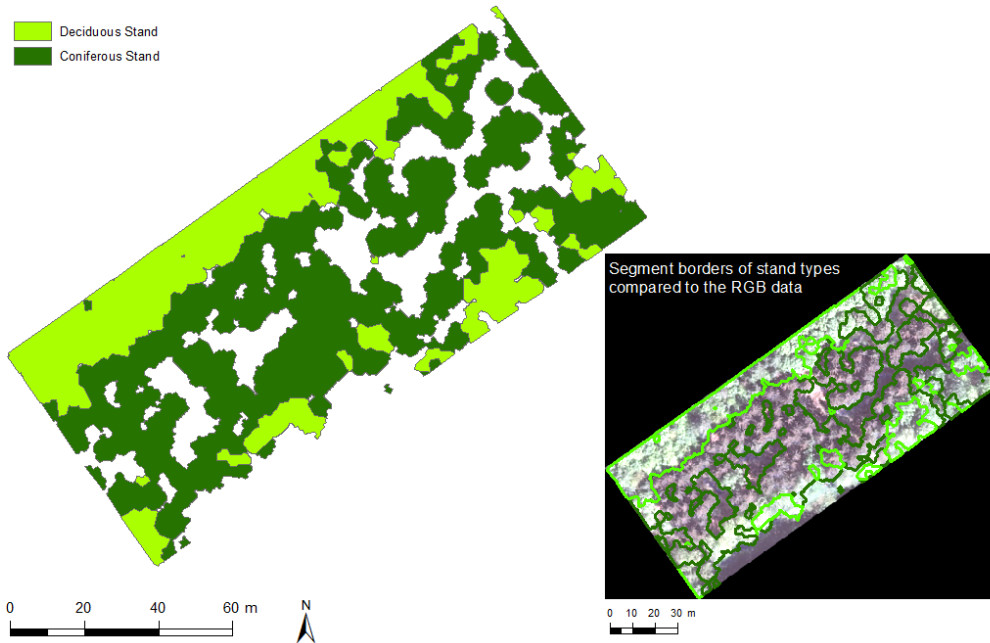 Deciduous Stand
Coniferous Stand
Segment borders of stand types
compared to the RGB data
0 20 40 60 m
N
0 10 20 30 m